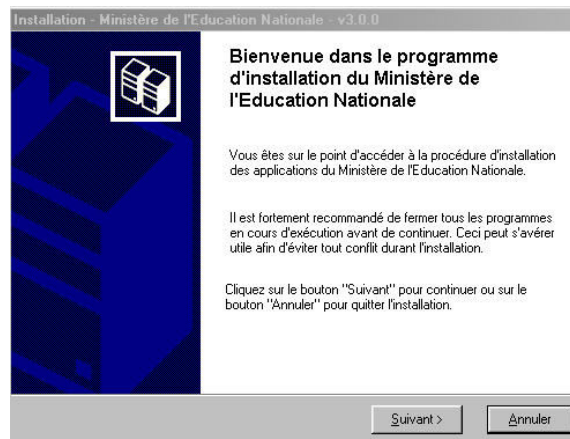 Installation - Ministère de l'Education Nationale - v3.0.0
Bienvenue dans le programme
d'installation du Ministère de
l'Education Nationale
Vous êtes sur le point d'accéder à la procédure d'installation
des applications du Ministère de l'Education Nationale.
Il est fortement recommandé de fermer tous les programmes
en cours d'exécution avant de continuer. Ceci peut s'avérer
utile afin d'éviter tout conflit durant l'installation.
Cliquez sur le bouton "Suivant" pour continuer ou sur le
bouton "Annuler" pour quitter l'installation.
Suivant >
Annuler